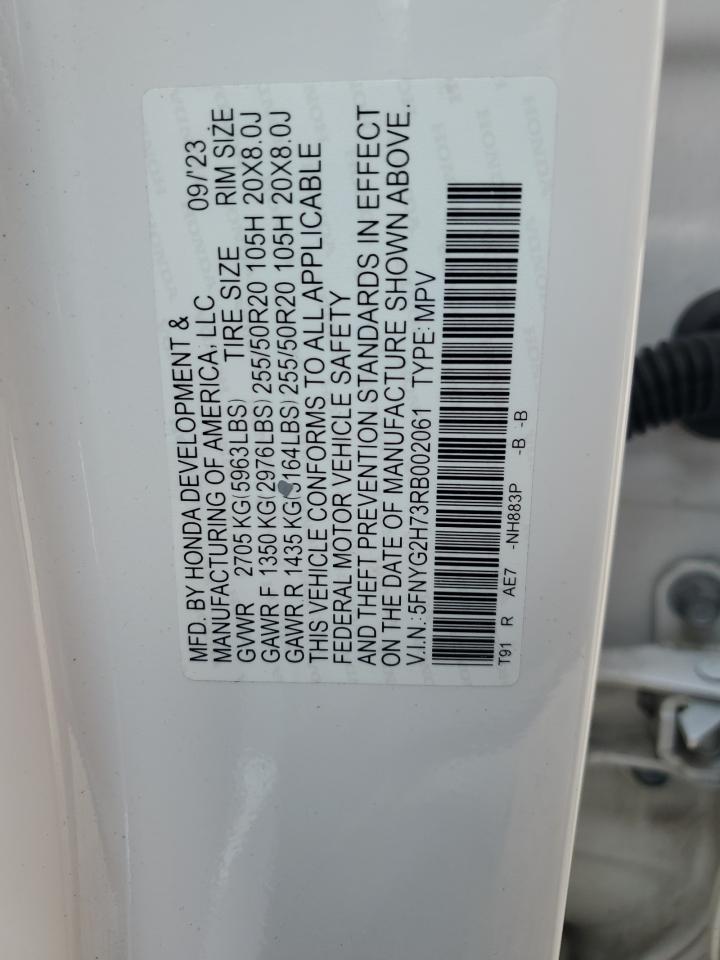 MFD. BY HONDA DEVELOPMENT &
MANUFACTURING OF AMERICA, LLC 09/'23
GVWR 2705 KG(5963LBS) TIRE SIZE RIM SIZE
GAWR F 1350 KG(2976LBS) 255/50R20 105H 20X8.0J
GAWR R 1435 KG(3164LBS) 255/50R20 105H 20X8.0J
THIS VEHICLE CONFORMS TO ALL APPLICABLE
FEDERAL MOTOR VEHICLE SAFETY
AND THEFT PREVENTION STANDARDS IN EFFECT
ON THE DATE OF MANUFACTURE SHOWN ABOVE.
V.I.N.: 5FNYG2H73RB002061 TYPE: MPV
T91 R AE7 -NH883P -B -B